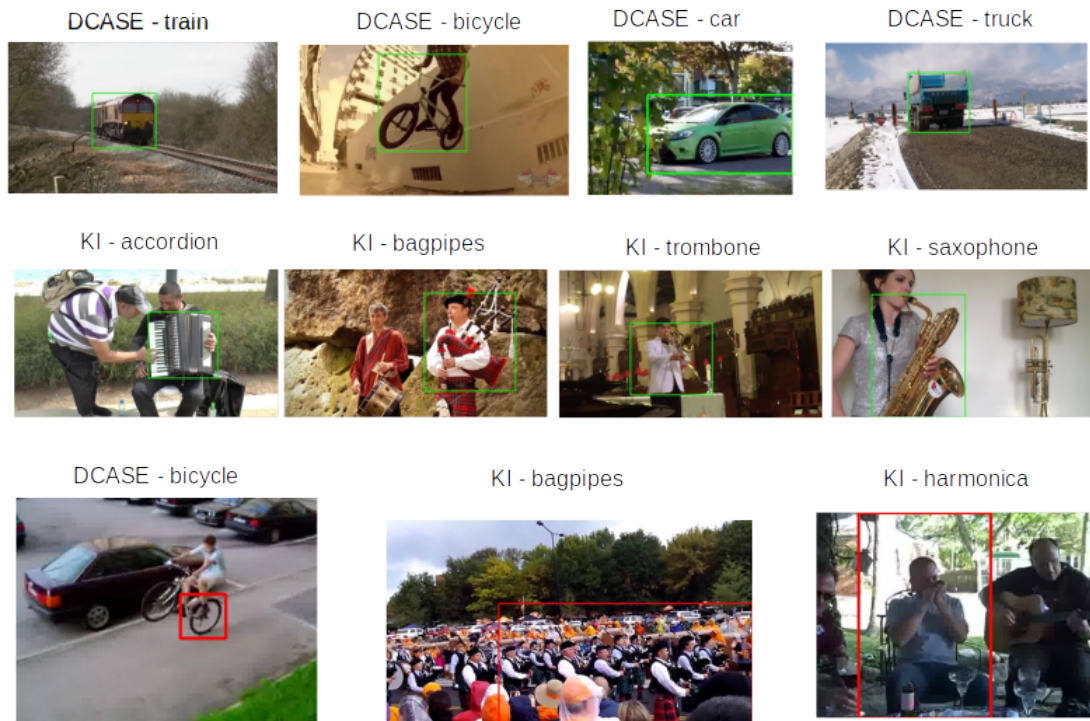 DCASE - train
DCASE - bicycle
DCASE - car
DCASE - truck
KI - accordion
KI - bagpipes
KI - trombone
KI - saxophone
DCASE - bicycle
KI - bagpipes
KI - harmonica